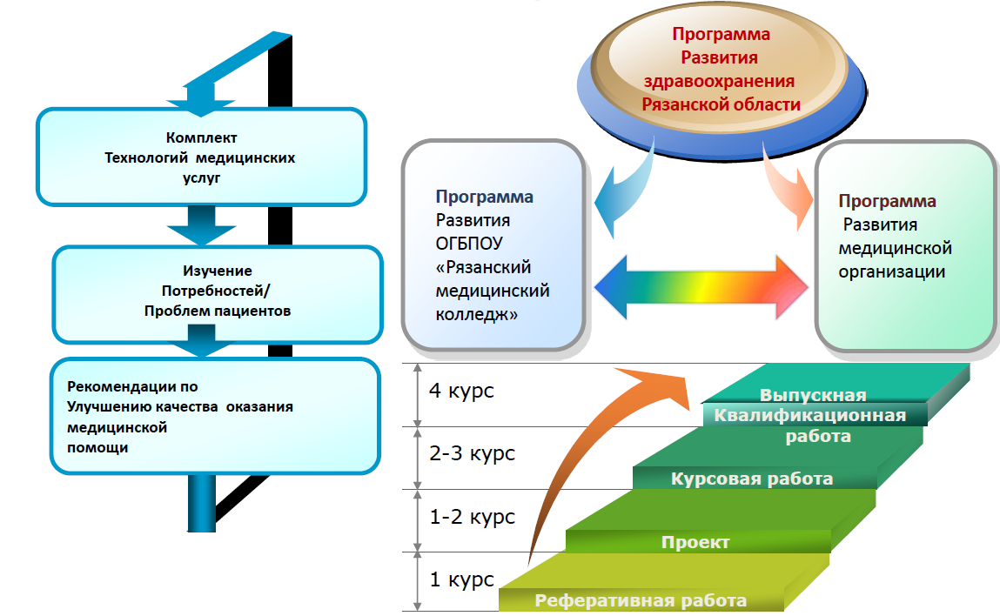 Комплект
Технологий медицинских
услуг
Изучение
Потребностей/
Проблем пациентов
Рекомендации по
Улучшению качества оказания
медицинской
помощи
Программа
Развития
здравоохранения
Рязанской области
Программа
Развития
ОГБПОУ
«Рязанский
медицинский
колледж»
Программа
Развития
медицинской
организации
4 курс
Выпускная
Квалификационная
работа
2-3 курс
Курсовая работа
1-2 курс
Проект
1 курс
Реферативная работа